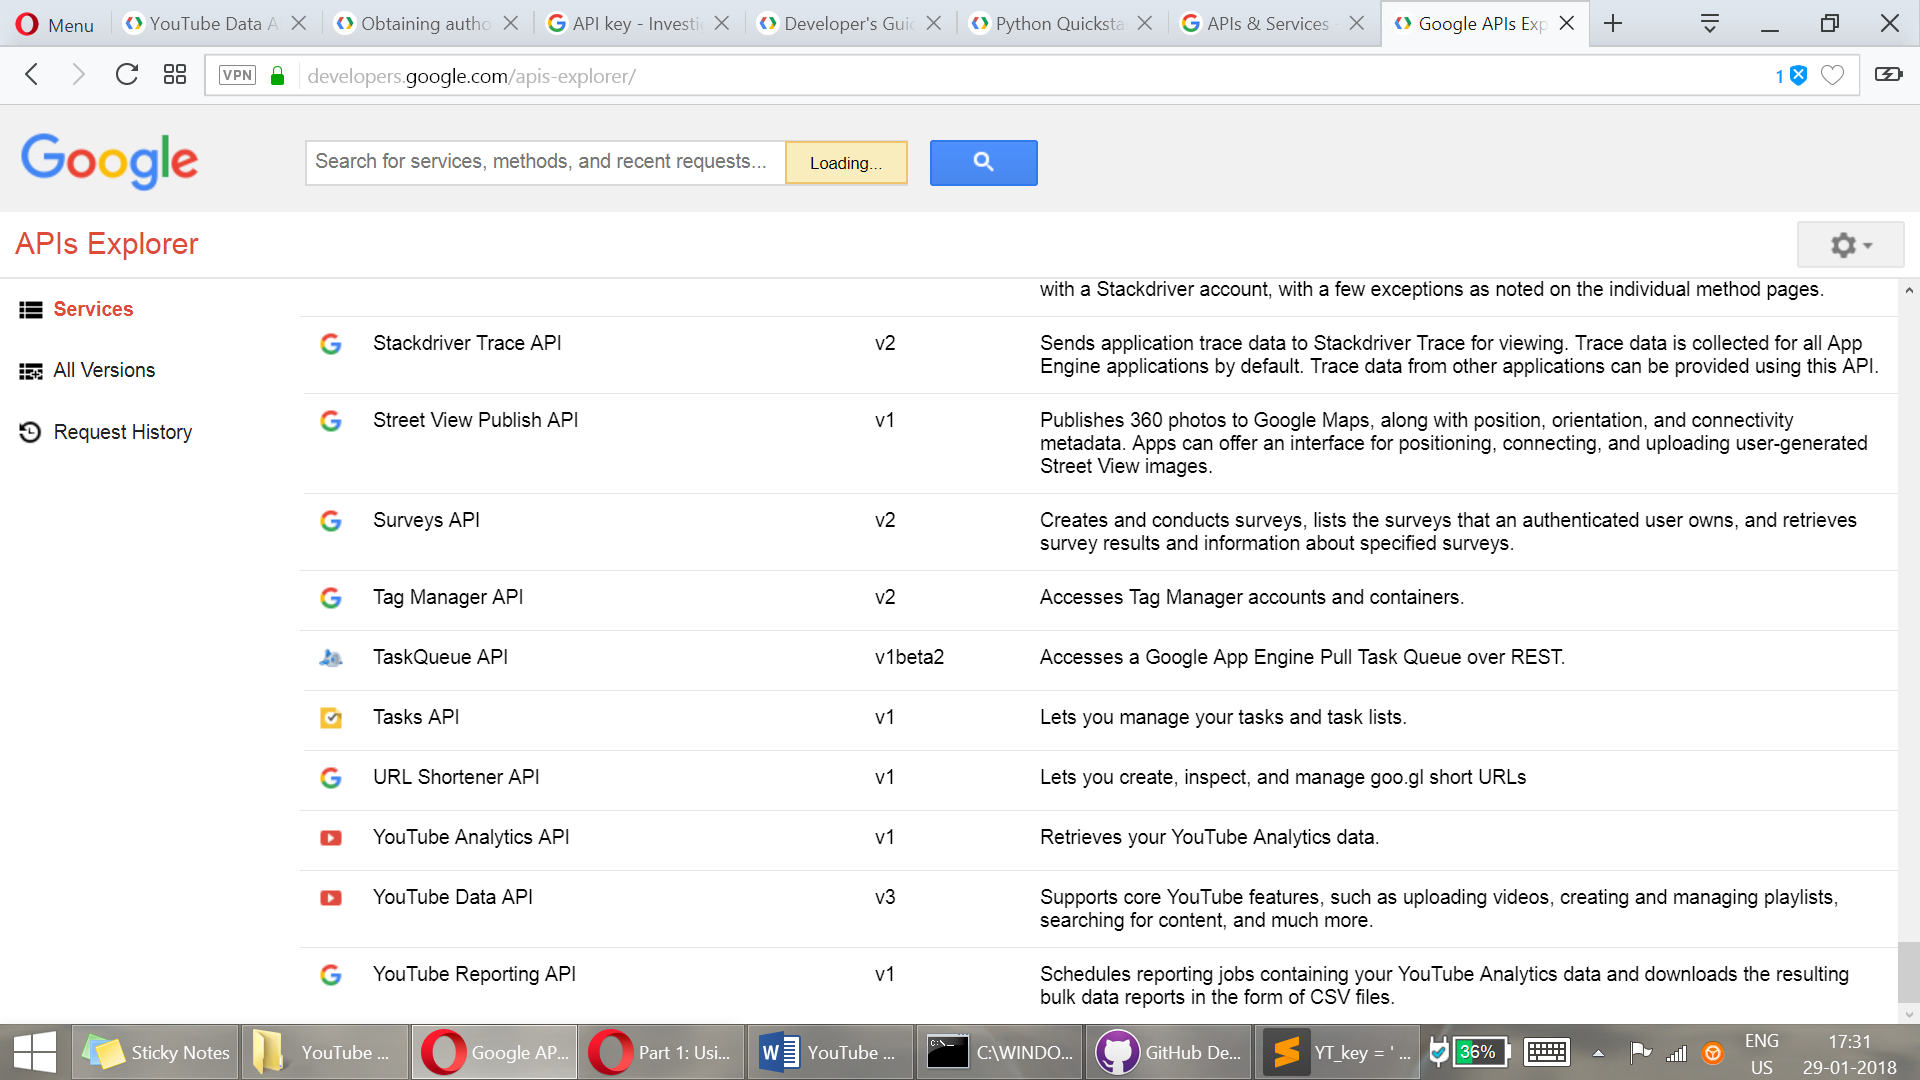 Menu
YouTube Data A
Obtaining autho
API key - Investi
Developer's Guid
Python Quicksta
APIs & Services -
Google APIs Exp
VPN
developers.google.com/apis-explorer/
1
Google
Search for services, methods, and recent requests...
Loading...
APIs Explorer
Services
All Versions
Request History
with a Stackdriver account, with a few exceptions as noted on the individual method pages.
Stackdriver Trace API
v2
Sends application trace data to Stackdriver Trace for viewing. Trace data is collected for all App
Engine applications by default. Trace data from other applications can be provided using this API.
Street View Publish API
v1
Publishes 360 photos to Google Maps, along with position, orientation, and connectivity
metadata. Apps can offer an interface for positioning, connecting, and uploading user-generated
Street View images.
Surveys API
v2
Creates and conducts surveys, lists the surveys that an authenticated user owns, and retrieves
survey results and information about specified surveys.
Tag Manager API
v2
Accesses Tag Manager accounts and containers.
TaskQueue API
v1beta2
Accesses a Google App Engine Pull Task Queue over REST.
Tasks API
v1
Lets you manage your tasks and task lists.
URL Shortener API
v1
Lets you create, inspect, and manage goo.gl short URLs
YouTube Analytics API
v1
Retrieves your YouTube Analytics data.
YouTube Data API
v3
Supports core YouTube features, such as uploading videos, creating and managing playlists,
searching for content, and much more.
YouTube Reporting API
v1
Schedules reporting jobs containing your YouTube Analytics data and downloads the resulting
bulk data reports in the form of CSV files.
Sticky Notes
YouTube ...
Google AP...
Part 1: Usi...
YouTube ...
C:\WINDO...
GitHub De...
YT_key = ' ...
36%
ENG
US
17:31
29-01-2018